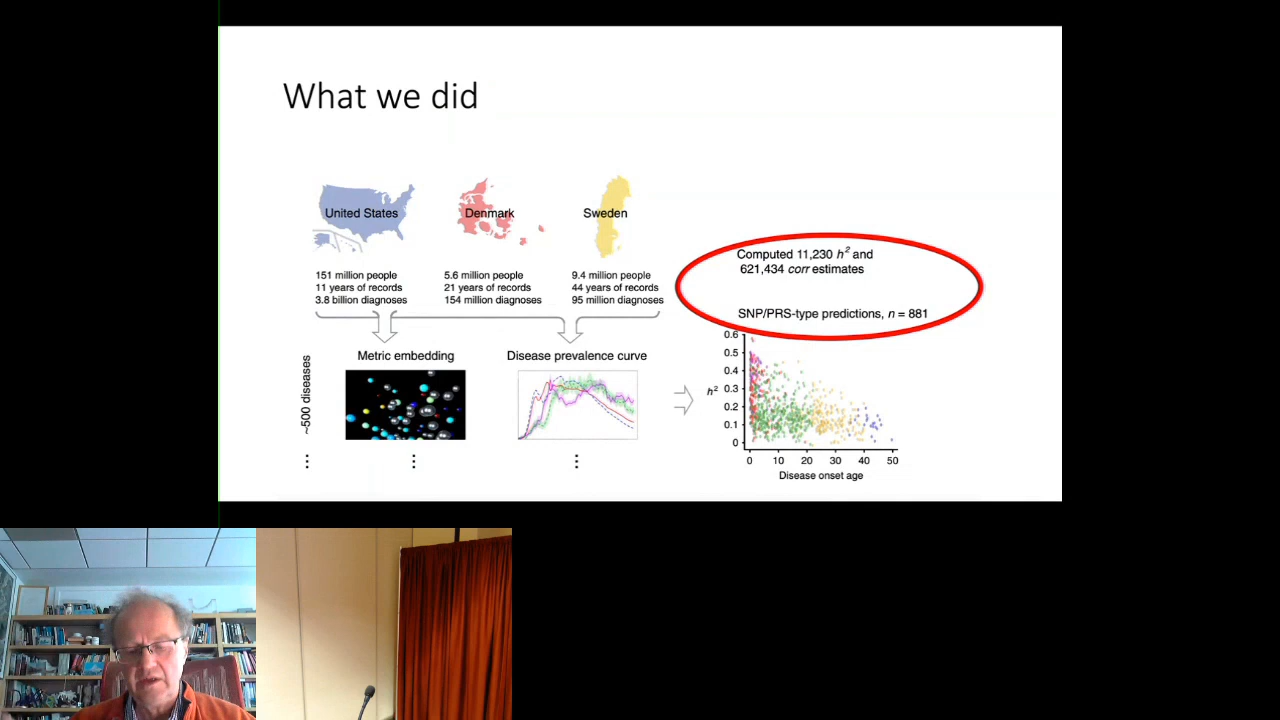 What we did
United States
Denmark
Sweden
151 million people
11 years of records
3.8 billion diagnoses
5.6 million people
21 years of records
154 million diagnoses
9.4 million people
44 years of records
95 million diagnoses
Computed 11,230 h² and
621,434 corr estimates
SNP/PRS-type predictions, n = 881
~500 diseases
Metric embedding
Disease prevalence curve
h²
0.6
0.5
0.4
0.3
0.2
0.1
0
0 10 20 30 40 50
Disease onset age